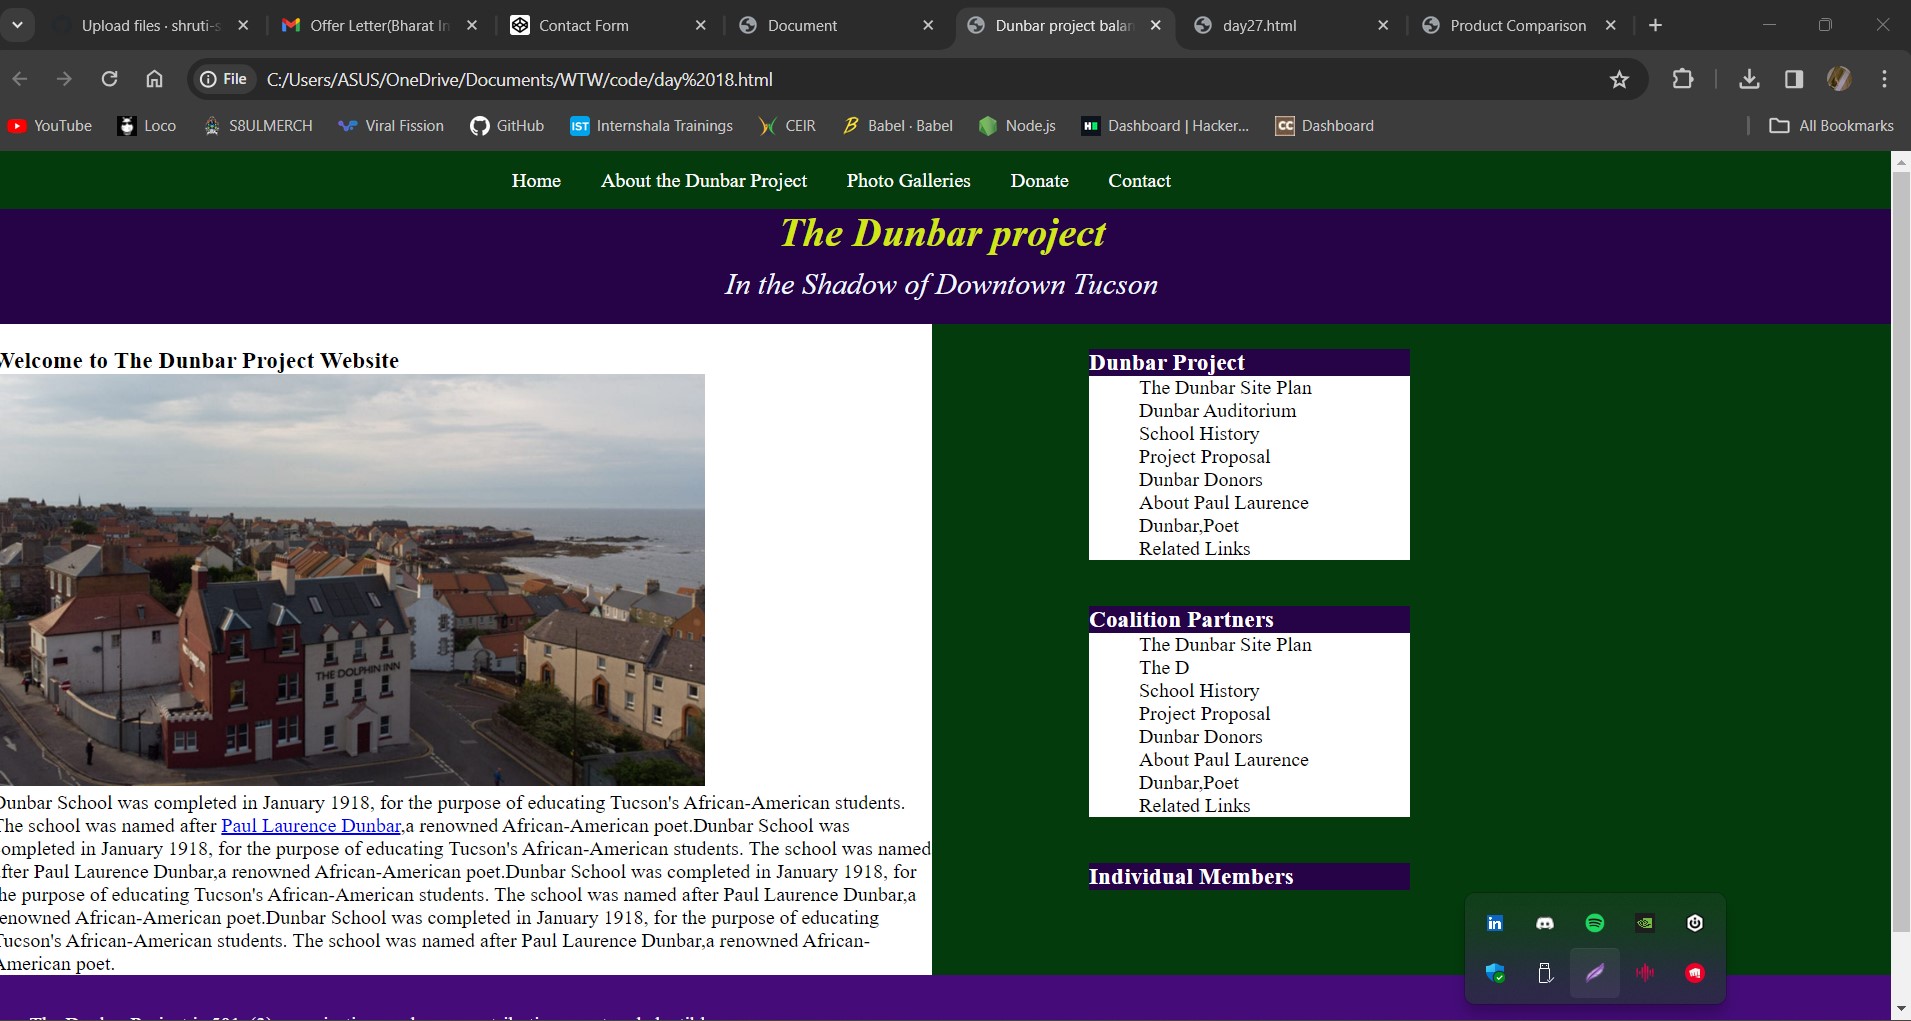 Upload files · shruti-s
Offer Letter(Bharat In
Contact Form
Document
Dunbar project balan
day27.html
Product Comparison
File
C:/Users/ASUS/OneDrive/Documents/WTW/code/day%2018.html
YouTube
Loco
S8ULMERCH
Viral Fission
GitHub
IST
Internshala Trainings
CEIR
Babel · Babel
Node.js
Dashboard | Hacker...
CC
Dashboard
All Bookmarks
Home
About the Dunbar Project
Photo Galleries
Donate
Contact
The Dunbar project
In the Shadow of Downtown Tucson
Welcome to The Dunbar Project Website
THE DOLPHIN INN
Dunbar School was completed in January 1918, for the purpose of educating Tucson's African-American students.
The school was named after Paul Laurence Dunbar,a renowned African-American poet.Dunbar School was
completed in January 1918, for the purpose of educating Tucson's African-American students. The school was named
after Paul Laurence Dunbar,a renowned African-American poet.Dunbar School was completed in January 1918, for
the purpose of educating Tucson's African-American students. The school was named after Paul Laurence Dunbar,a
renowned African-American poet.Dunbar School was completed in January 1918, for the purpose of educating
Tucson's African-American students. The school was named after Paul Laurence Dunbar,a renowned African-
American poet.
Dunbar Project
The Dunbar Site Plan
Dunbar Auditorium
School History
Project Proposal
Dunbar Donors
About Paul Laurence
Dunbar,Poet
Related Links
Coalition Partners
The Dunbar Site Plan
The D
School History
Project Proposal
Dunbar Donors
About Paul Laurence
Dunbar,Poet
Related Links
Individual Members
in